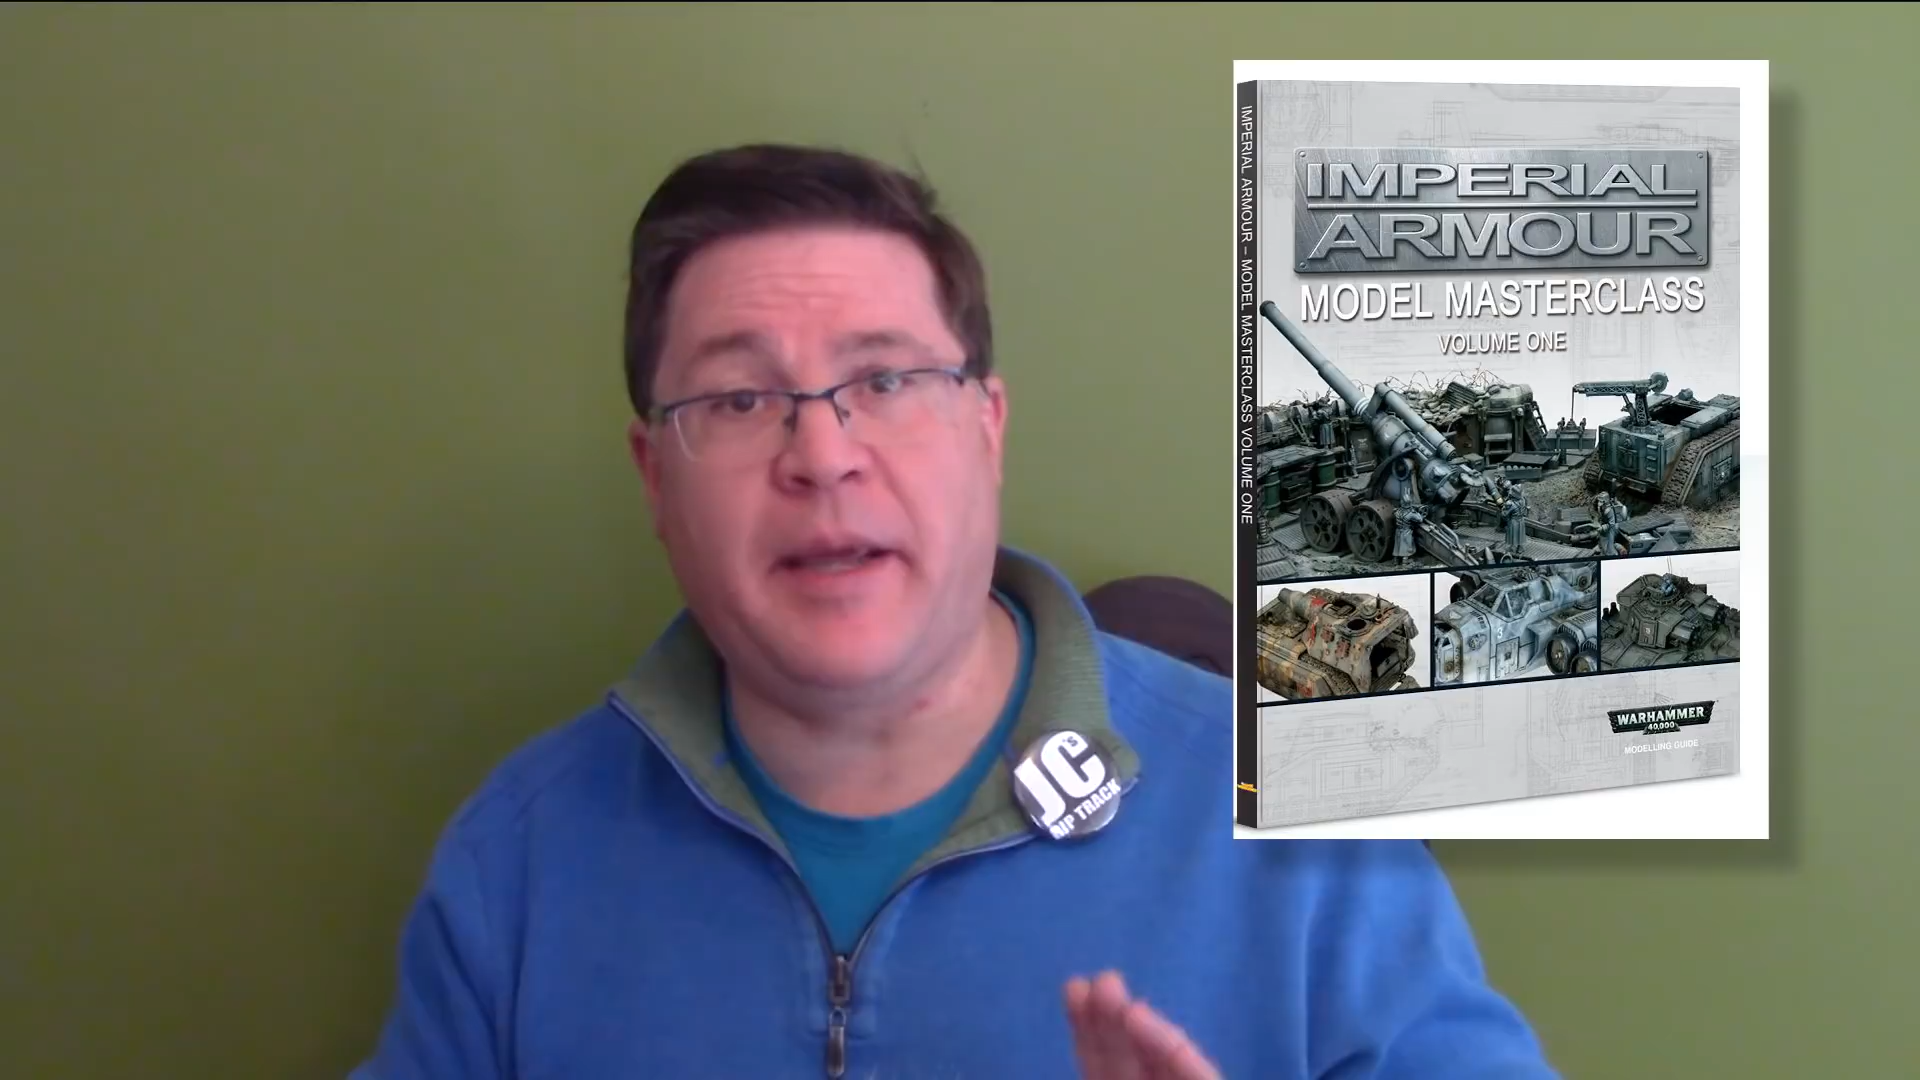 JC's
RIP TRACK
IMPERIAL ARMOUR – MODEL MASTERCLASS VOLUME ONE
IMPERIAL
ARMOUR
MODEL MASTERCLASS
VOLUME ONE
WARHAMMER
40,000
MODELLING GUIDE